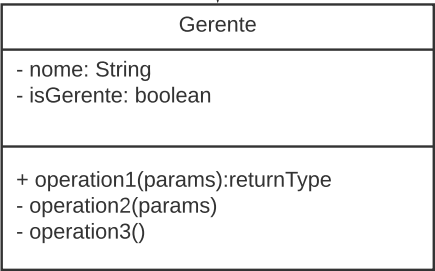 Gerente
- nome: String
- isGerente: boolean
+ operation1(params):returnType
- operation2(params)
- operation3()